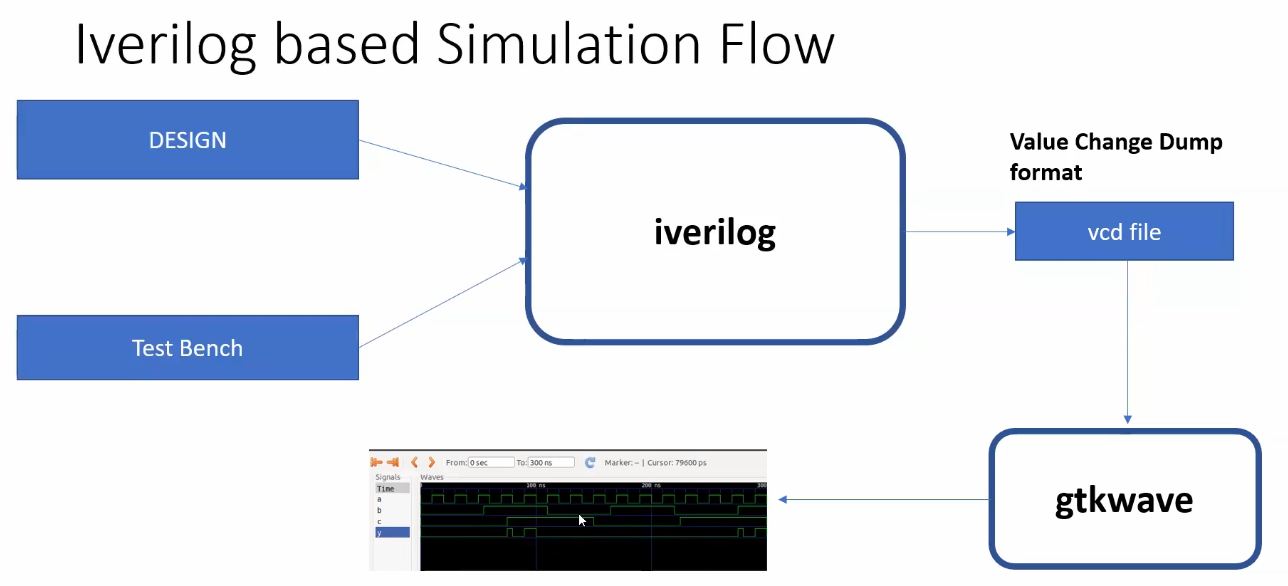 Iverilog based Simulation Flow
DESIGN
Test Bench
iverilog
Value Change Dump
format
vcd file
gtkwave
From: 0 sec To: 300 ns Marker: -- | Cursor: 79600 ps
Signals Waves
Time 100 ns 200 ns 300
a
b
c
y